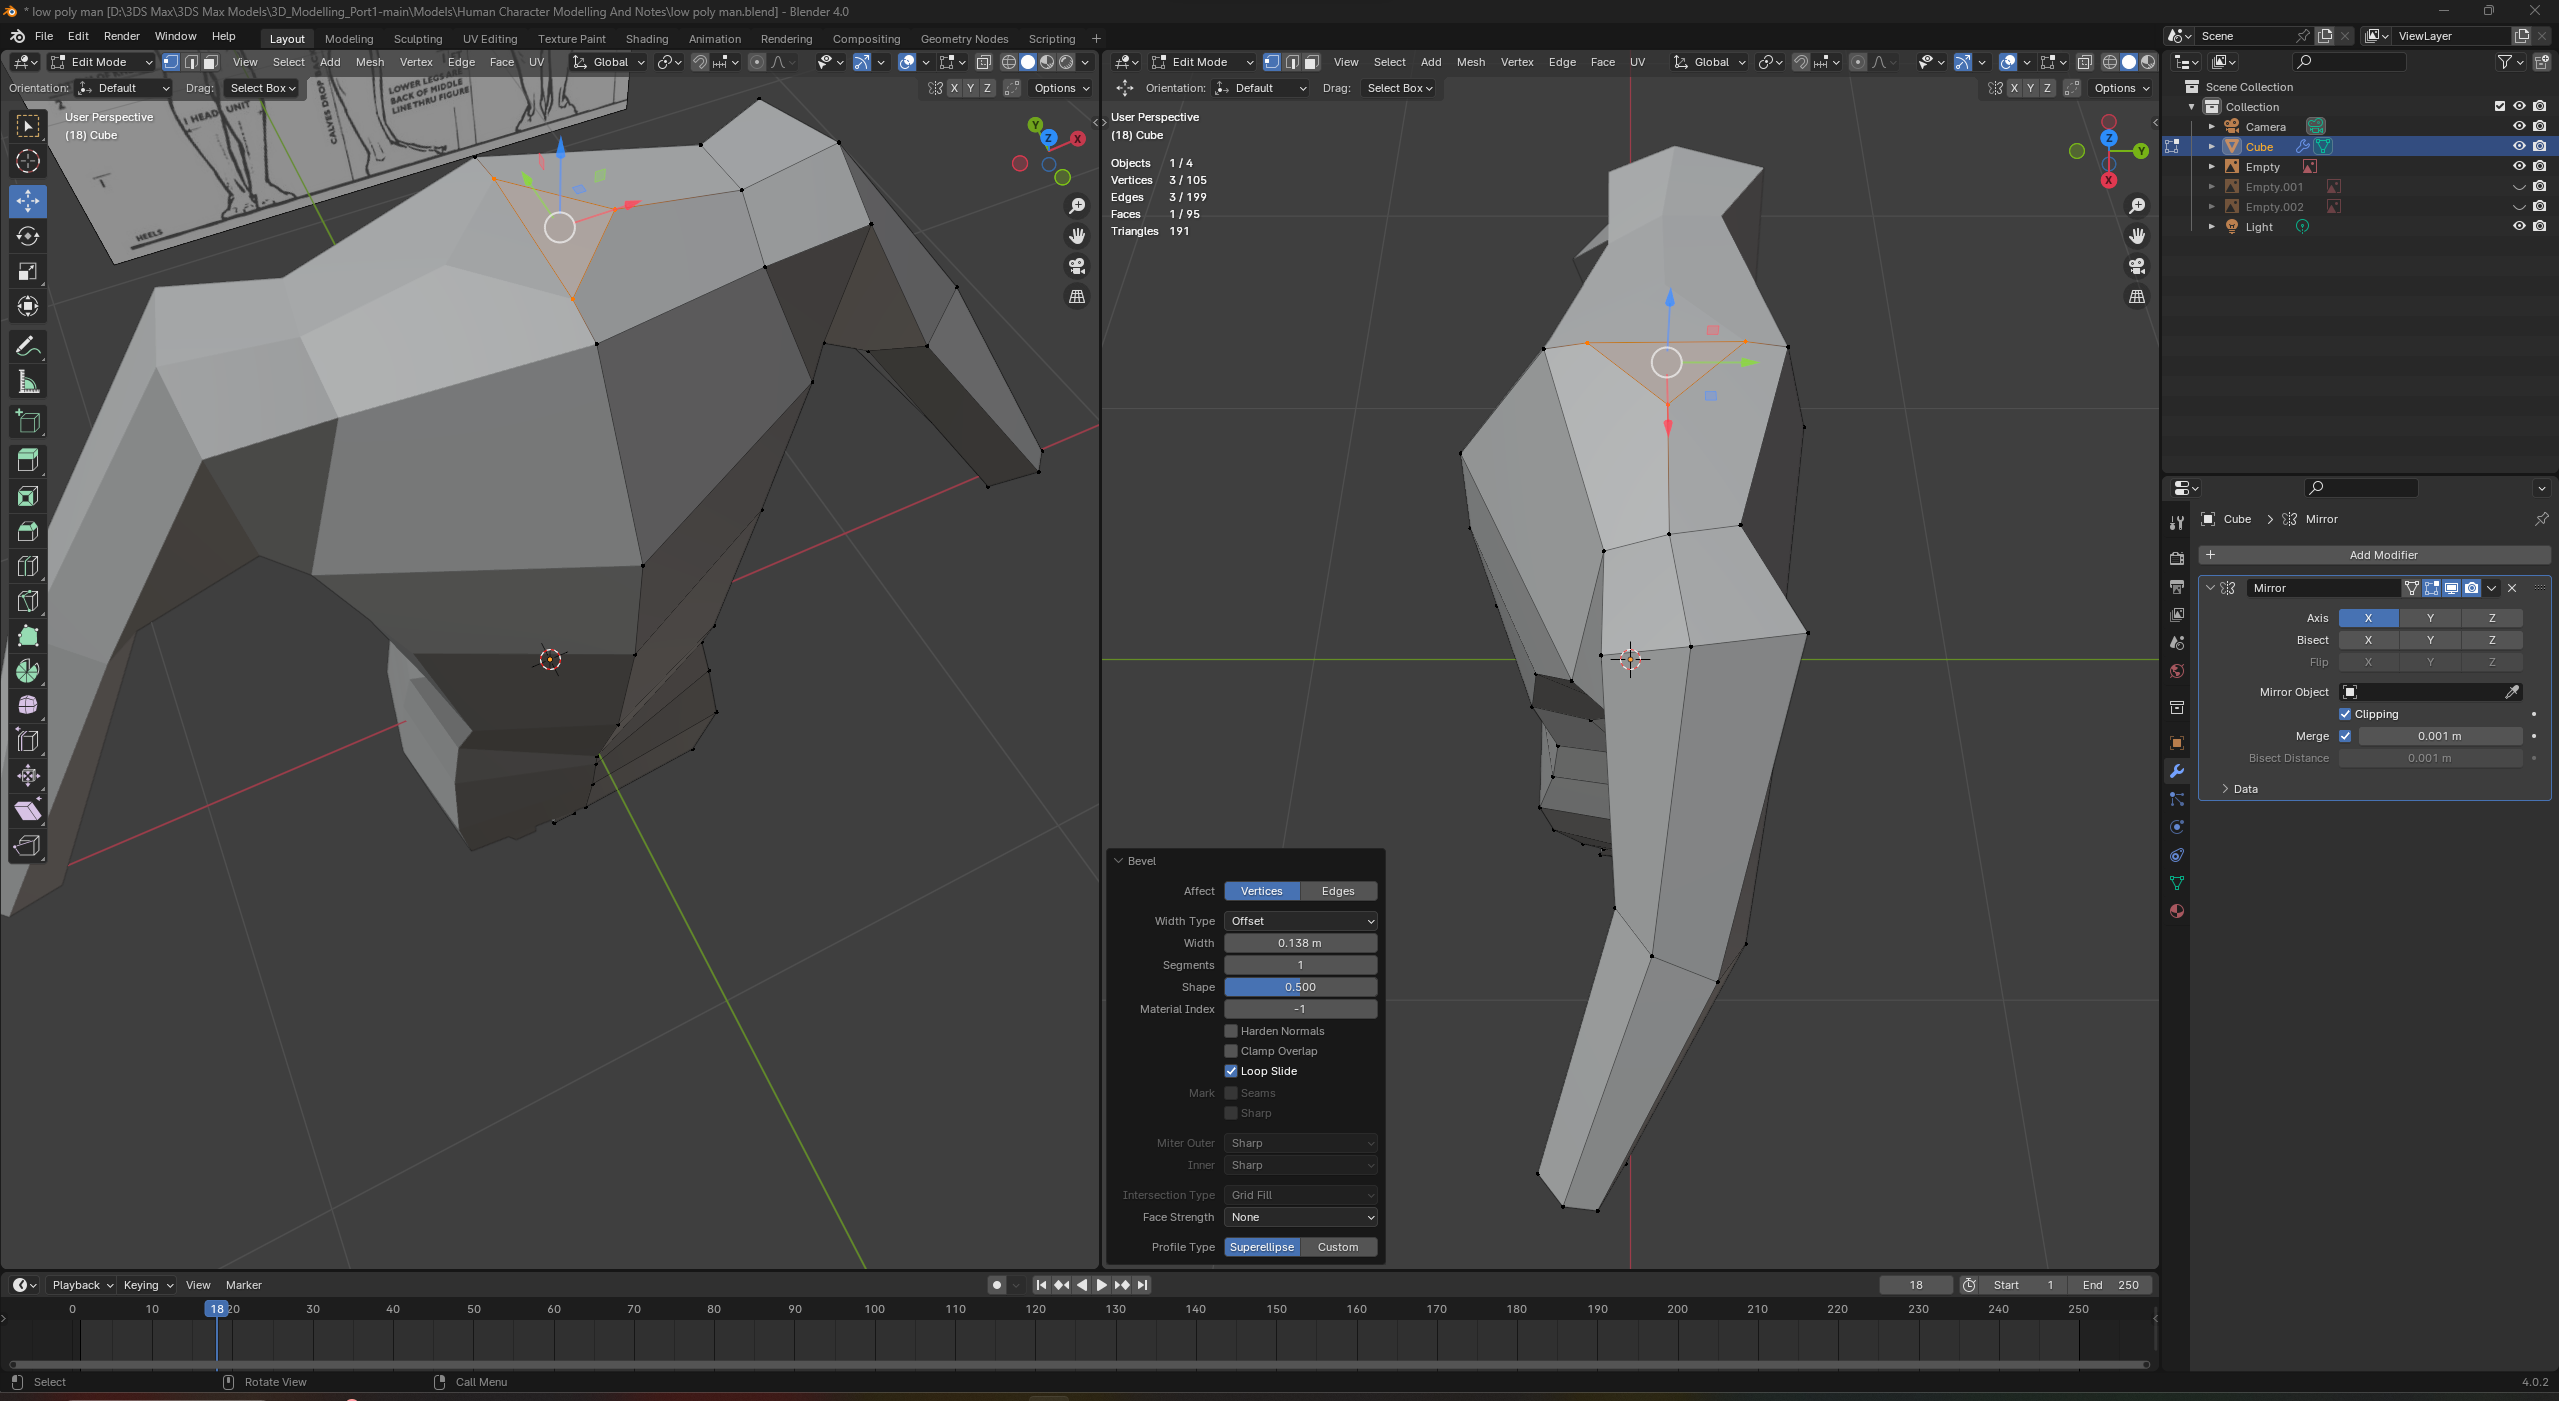 * low poly man [D:\3DS Max\3DS Max Models\3D_Modelling_Port1-main\Models\Human Character Modelling And Notes\low poly man.blend] - Blender 4.0
File Edit Render Window Help
Layout Modeling Sculpting UV Editing Texture Paint Shading Animation Rendering Compositing Geometry Nodes Scripting +
Scene
ViewLayer
Edit Mode View Select Add Mesh Vertex Edge Face UV Global
Orientation: Default Drag: Select Box X Y Z Options
User Perspective
(18) Cube
1 HEAD UNIT
CALVES DROP
LOWER LEGS ARE
BACK OF MIDDLE
LINE THRU FIGURE
HEELS
Y
Z
X
Edit Mode View Select Add Mesh Vertex Edge Face UV Global
Orientation: Default Drag: Select Box X Y Z Options
User Perspective
(18) Cube
Objects 1 / 4
Vertices 3 / 105
Edges 3 / 199
Faces 1 / 95
Triangles 191
Z
Y
X
Bevel
Affect Vertices Edges
Width Type Offset
Width 0.138 m
Segments 1
Shape 0.500
Material Index -1
Harden Normals
Clamp Overlap
Loop Slide
Mark Seams
Sharp
Miter Outer Sharp
Inner Sharp
Intersection Type Grid Fill
Face Strength None
Profile Type Superellipse Custom
Scene Collection
Collection
Camera
Cube
Empty
Empty.001
Empty.002
Light
Cube > Mirror
+ Add Modifier
Mirror
Axis X Y Z
Bisect X Y Z
Flip X Y Z
Mirror Object
Clipping
Merge 0.001 m
Bisect Distance 0.001 m
Data
Playback Keying View Marker
18 Start 1 End 250
0 10 18 20 30 40 50 60 70 80 90 100 110 120 130 140 150 160 170 180 190 200 210 220 230 240 250
Select Rotate View Call Menu
4.0.2